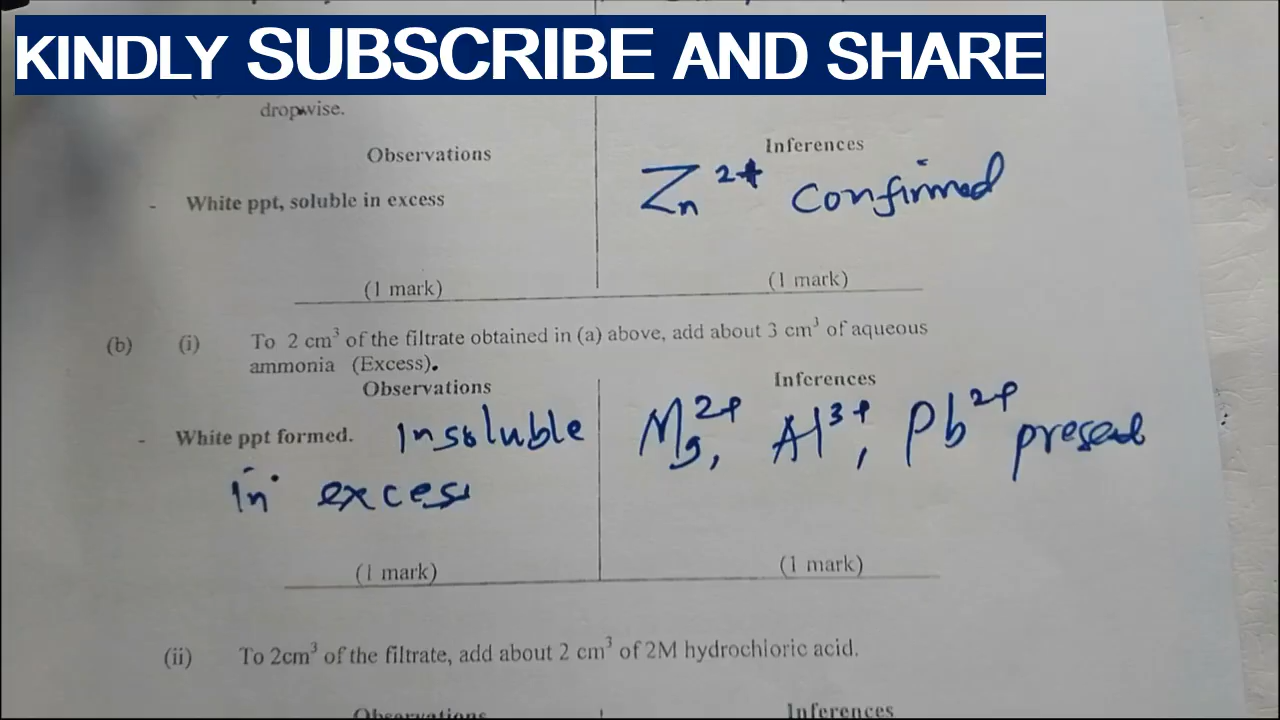 KINDLY SUBSCRIBE AND SHARE
dropwise.
Observations
Inferences
- White ppt, soluble in excess
Zn²⁺ confirmed
(1 mark)
(1 mark)
(b) (i) To 2 cm³ of the filtrate obtained in (a) above, add about 3 cm³ of aqueous
ammonia (Excess).
Observations
Inferences
- White ppt formed. Insoluble
in excess
Mg²⁺, Al³⁺, Pb²⁺ present
(1 mark)
(1 mark)
(ii) To 2cm³ of the filtrate, add about 2 cm³ of 2M hydrochloric acid.
Observations
Inferences